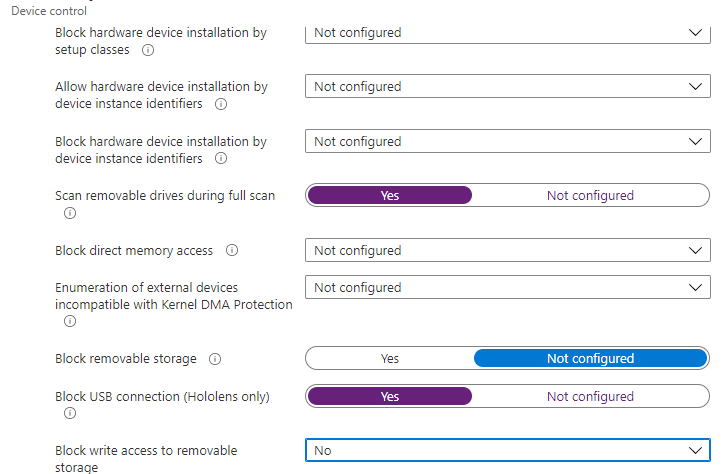 Device control
Block hardware device installation by
setup classes
Not configured
Allow hardware device installation by
device instance identifiers
Not configured
Block hardware device installation by
device instance identifiers
Not configured
Scan removable drives during full scan
Yes
Not configured
Block direct memory access
Not configured
Enumeration of external devices
incompatible with Kernel DMA Protection
Not configured
Block removable storage
Yes
Not configured
Block USB connection (Hololens only)
Yes
Not configured
Block write access to removable
storage
No